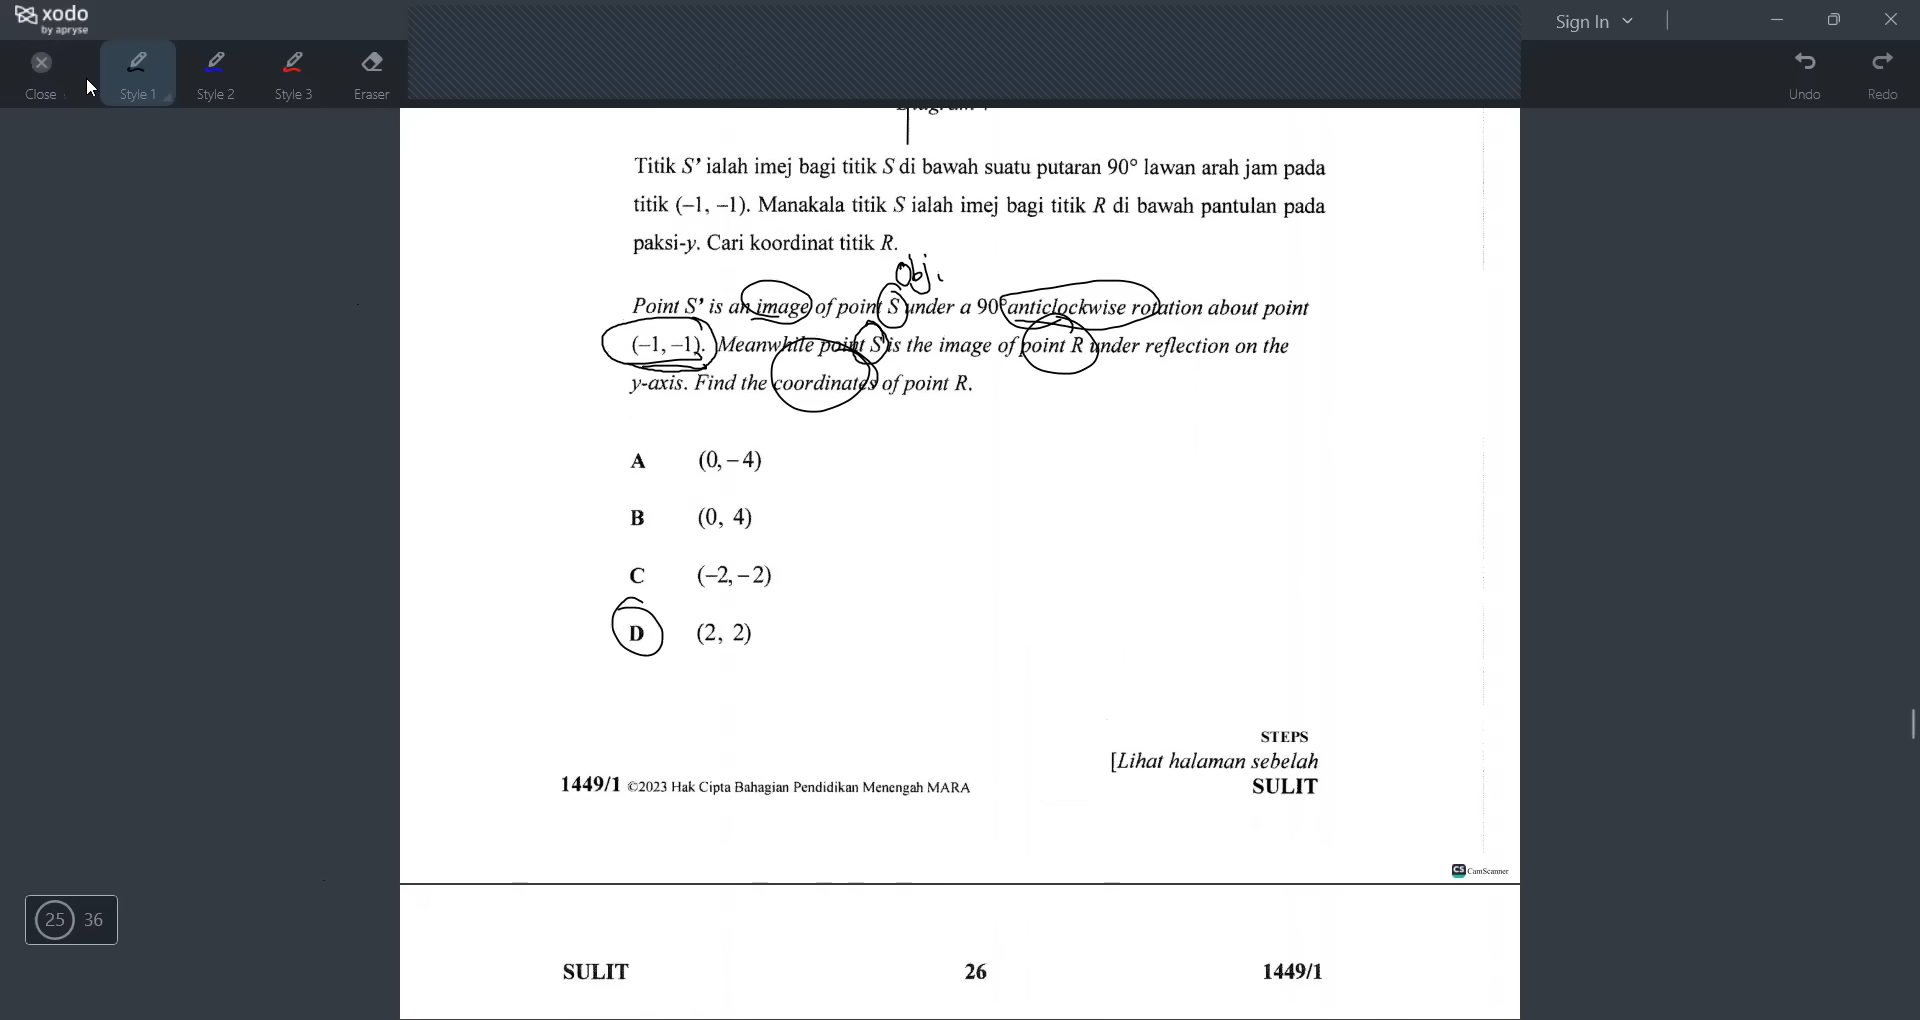 xodo
by apryse
Sign In
Close
Style 1
Style 2
Style 3
Eraser
Undo
Redo
Titik S’ ialah imej bagi titik S di bawah suatu putaran 90° lawan arah jam pada
titik (–1, –1). Manakala titik S ialah imej bagi titik R di bawah pantulan pada
paksi-y. Cari koordinat titik R.
Obj.
Point S’ is an image of point S under a 90° anticlockwise rotation about point
(–1, –1). Meanwhile point S is the image of point R under reflection on the
y-axis. Find the coordinates of point R.
A (0, – 4)
B (0, 4)
C (–2, – 2)
D (2, 2)
STEPS
[Lihat halaman sebelah
1449/1 ©2023 Hak Cipta Bahagian Pendidikan Menengah MARA
SULIT
CS CamScanner
25 36
SULIT 26 1449/1